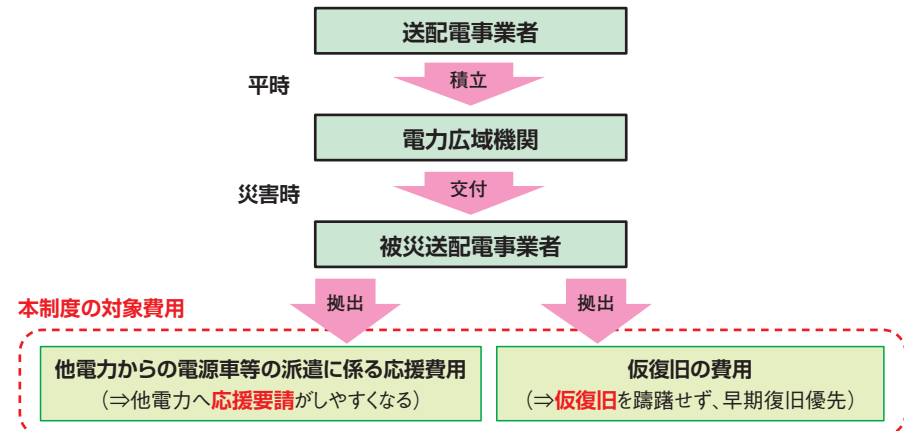 送配電事業者
平時
積立
電力広域機関
災害時
交付
被災送配電事業者
本制度の対象費用
拠出
拠出
他電力からの電源車等の派遣に係る応援費用
(⇒他電力へ応援要請がしやすくなる)
仮復旧の費用
(⇒仮復旧を躊躇せず、早期復旧優先)